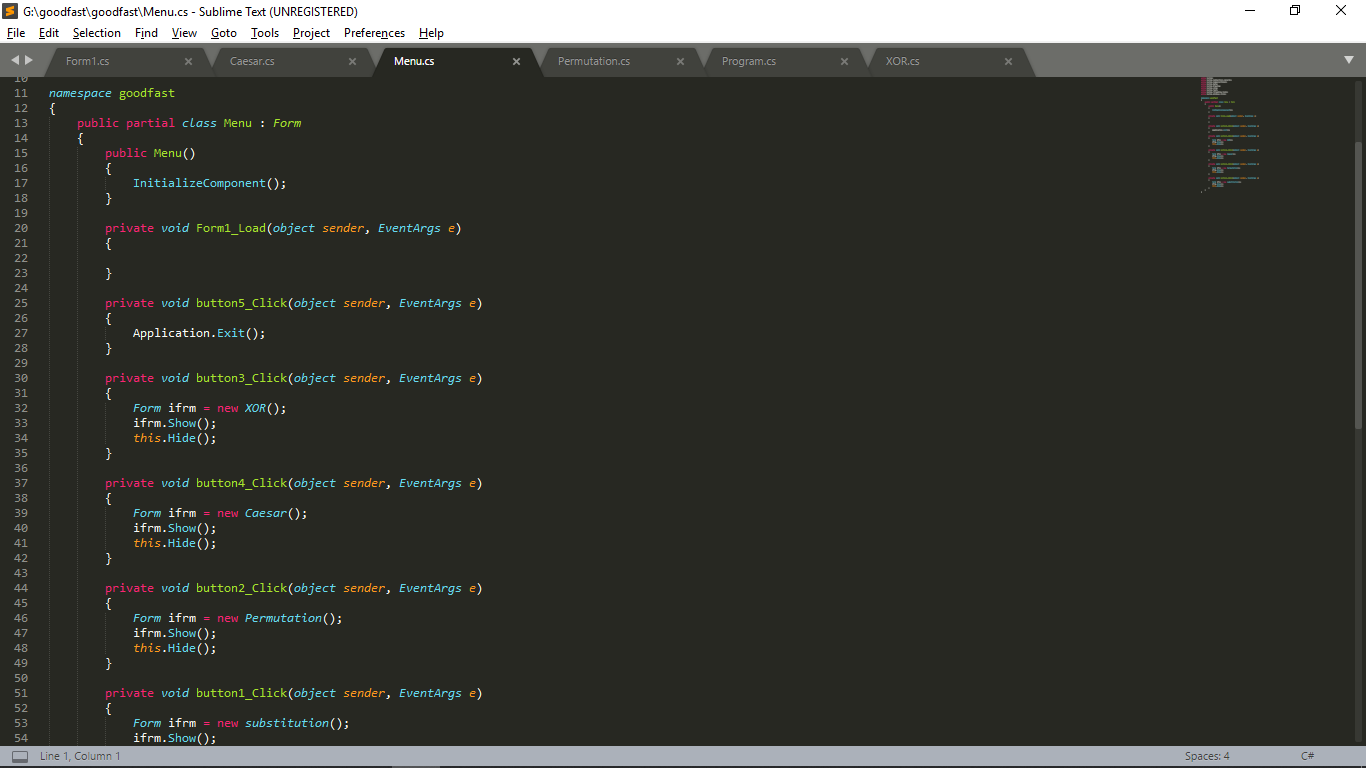 G:\goodfast\goodfast\Menu.cs - Sublime Text (UNREGISTERED)
File Edit Selection Find View Goto Tools Project Preferences Help
Form1.cs Caesar.cs Menu.cs Permutation.cs Program.cs XOR.cs
10
11 namespace goodfast
12 {
13 public partial class Menu : Form
14 {
15 public Menu()
16 {
17 InitializeComponent();
18 }
19
20 private void Form1_Load(object sender, EventArgs e)
21 {
22
23 }
24
25 private void button5_Click(object sender, EventArgs e)
26 {
27 Application.Exit();
28 }
29
30 private void button3_Click(object sender, EventArgs e)
31 {
32 Form ifrm = new XOR();
33 ifrm.Show();
34 this.Hide();
35 }
36
37 private void button4_Click(object sender, EventArgs e)
38 {
39 Form ifrm = new Caesar();
40 ifrm.Show();
41 this.Hide();
42 }
43
44 private void button2_Click(object sender, EventArgs e)
45 {
46 Form ifrm = new Permutation();
47 ifrm.Show();
48 this.Hide();
49 }
50
51 private void button1_Click(object sender, EventArgs e)
52 {
53 Form ifrm = new substitution();
54 ifrm.Show();
Line 1, Column 1 Spaces: 4 C#